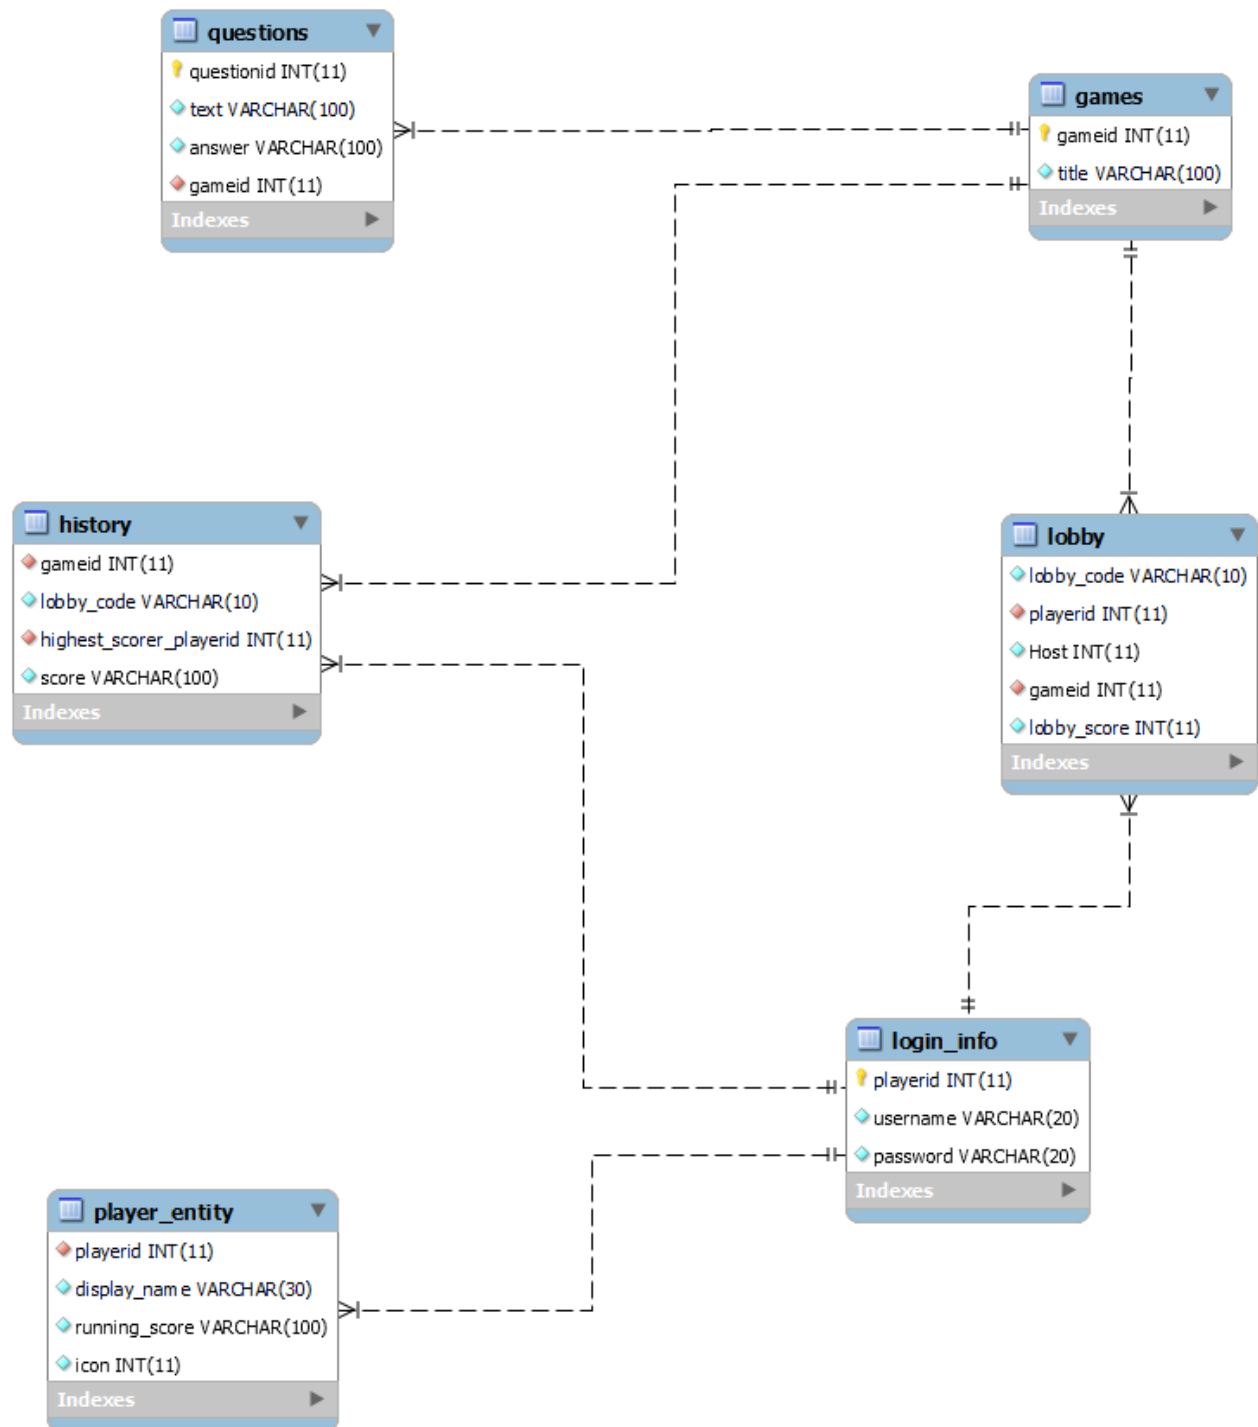 questions
questionid INT(11)
text VARCHAR(100)
answer VARCHAR(100)
gameid INT(11)
Indexes
games
gameid INT(11)
title VARCHAR(100)
Indexes
history
gameid INT(11)
lobby_code VARCHAR(10)
highest_scorer_playerid INT(11)
score VARCHAR(100)
Indexes
lobby
lobby_code VARCHAR(10)
playerid INT(11)
Host INT(11)
gameid INT(11)
lobby_score INT(11)
Indexes
login_info
playerid INT(11)
username VARCHAR(20)
password VARCHAR(20)
Indexes
player_entity
playerid INT(11)
display_name VARCHAR(30)
running_score VARCHAR(100)
icon INT(11)
Indexes